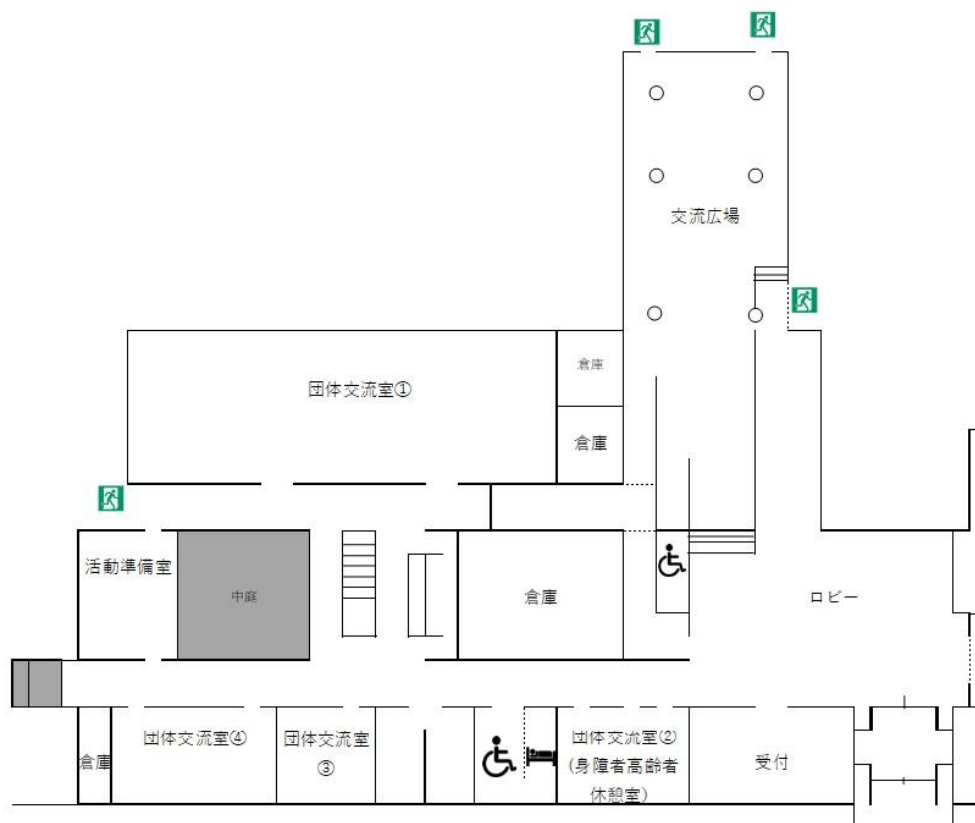 交流広場
倉庫
団体交流室①
倉庫
活動準備室
中庭
倉庫
ロビー
団体交流室④
団体交流室
③
団体交流室②
(身障者高齢者
休憩室)
倉庫
受付